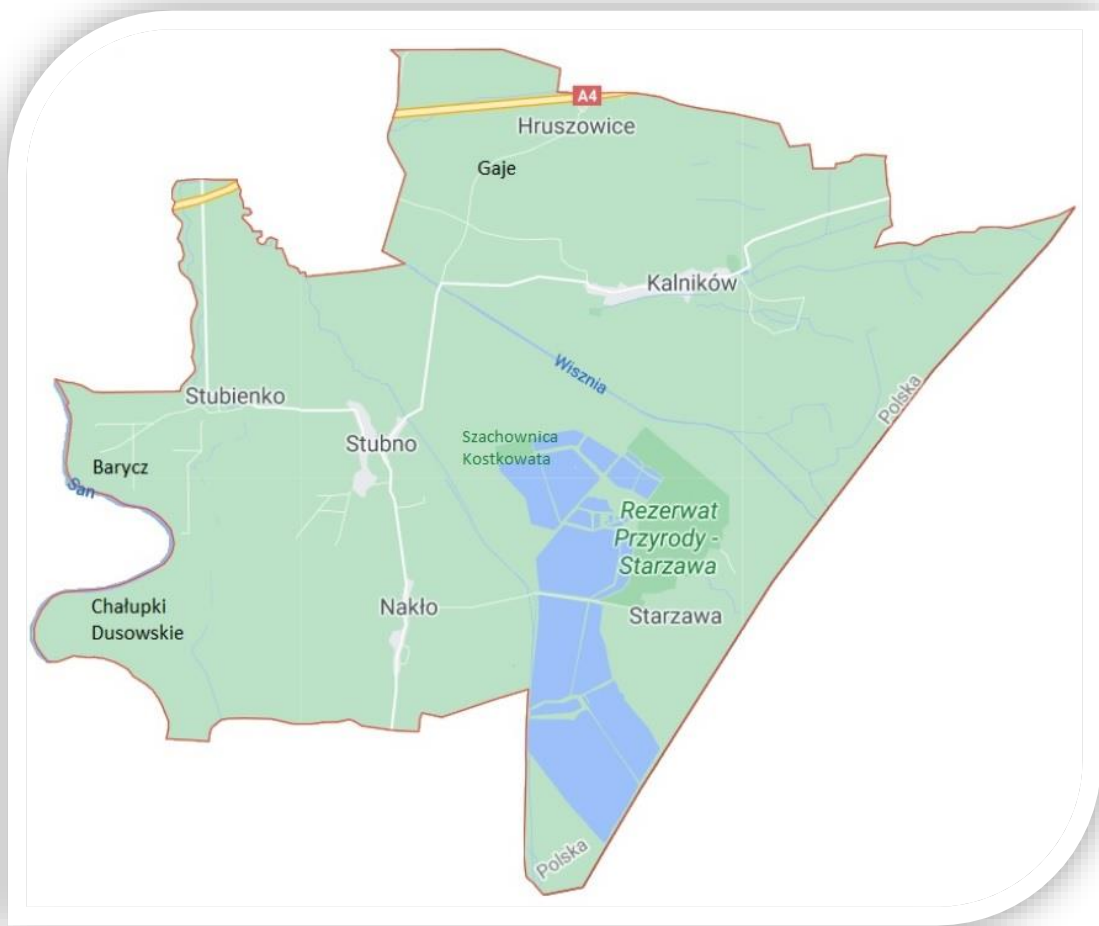 A4
Hruszowice
Gaje
Kalników
Wisznia
Polska
Stubienko
Stubno
Szachownica
Kostkowata
Barycz
San
Rezerwat
Przyrody -
Starzawa
Chałupki
Dusowskie
Nakło
Starzawa
Polska